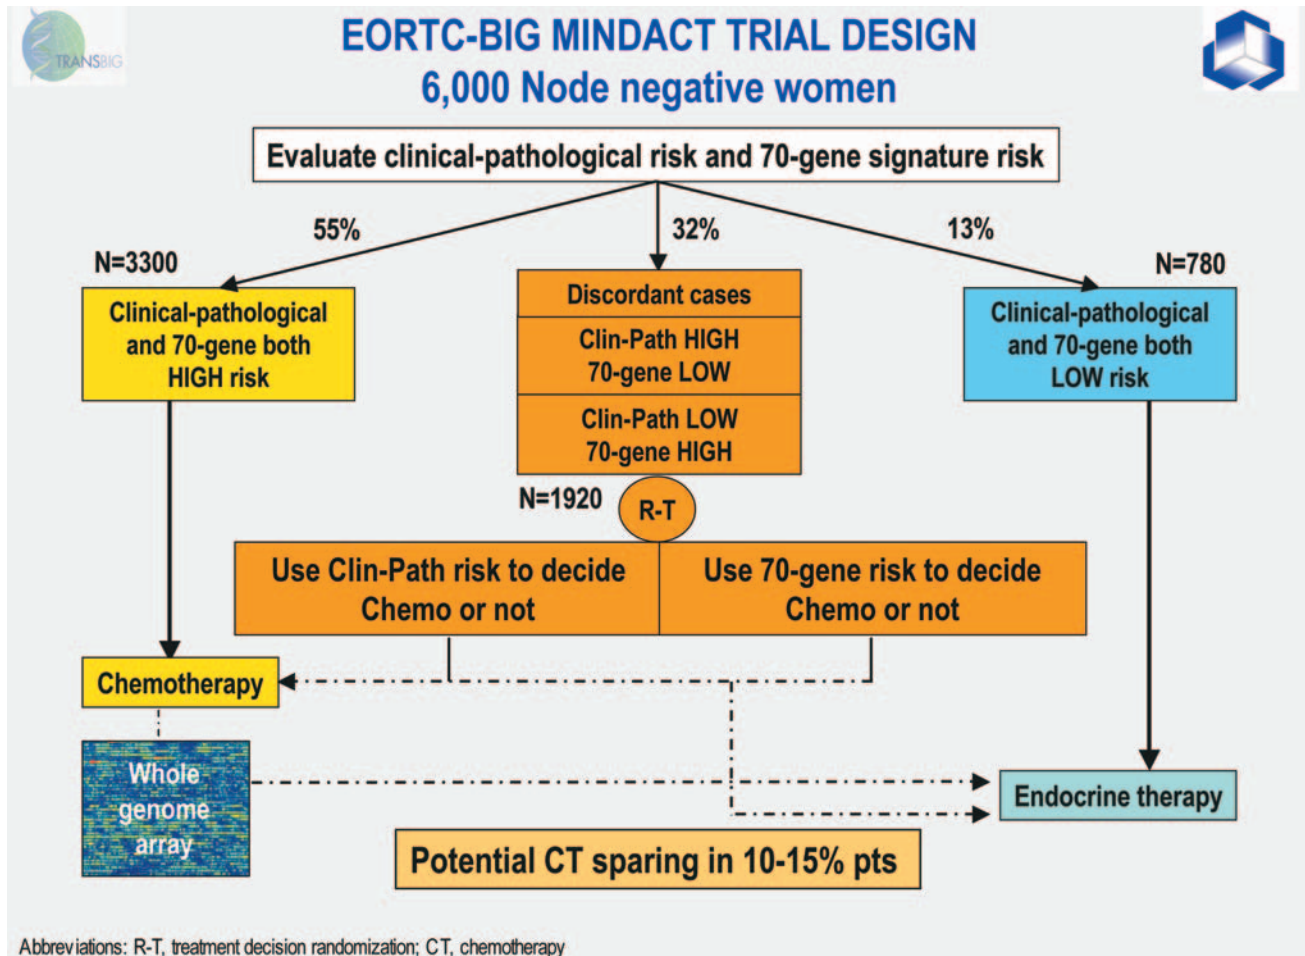 TRANSBIG
EORTC-BIG MINDACT TRIAL DESIGN
6,000 Node negative women
Evaluate clinical-pathological risk and 70-gene signature risk
55%
32%
13%
N=3300
N=780
Clinical-pathological
and 70-gene both
HIGH risk
Discordant cases
Clin-Path HIGH
70-gene LOW
Clin-Path LOW
70-gene HIGH
Clinical-pathological
and 70-gene both
LOW risk
N=1920
R-T
Use Clin-Path risk to decide
Chemo or not
Use 70-gene risk to decide
Chemo or not
Chemotherapy
Whole
genome
array
Endocrine therapy
Potential CT sparing in 10-15% pts
Abbreviations: R-T, treatment decision randomization; CT, chemotherapy